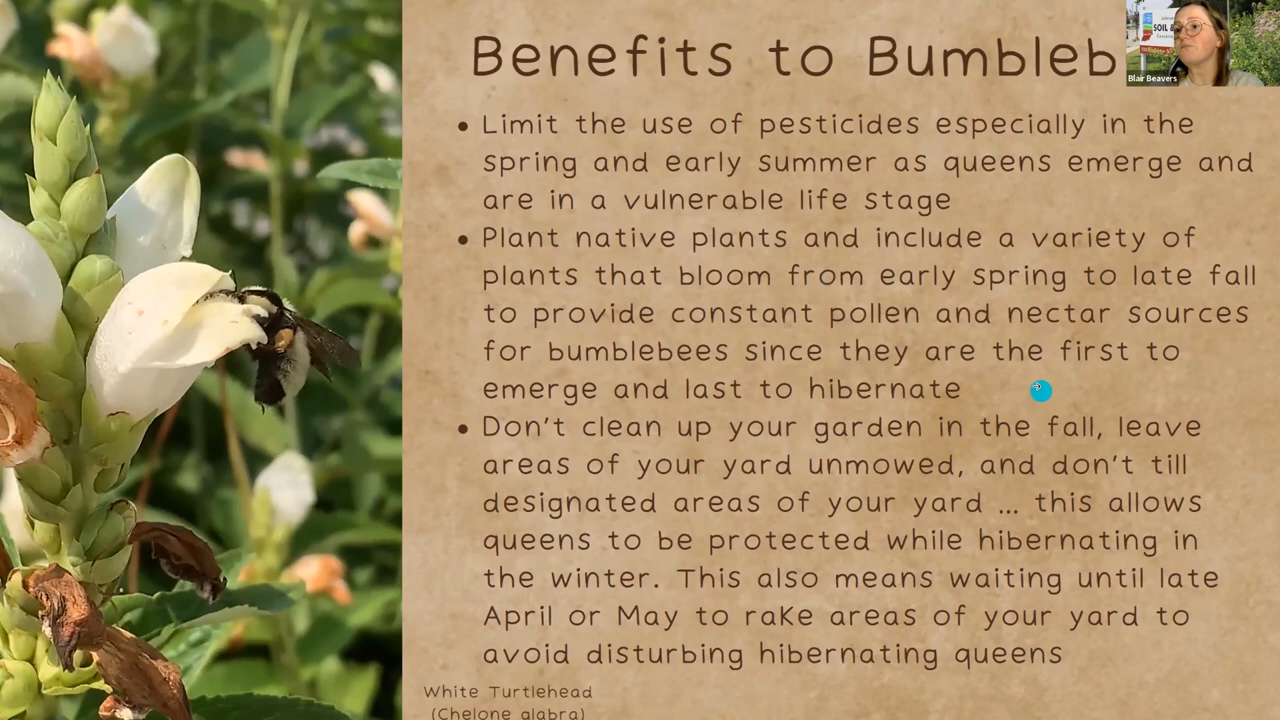 Benefits to Bumbleb
SOIL &
Blair Beavers
• Limit the use of pesticides especially in the
spring and early summer as queens emerge and
are in a vulnerable life stage
• Plant native plants and include a variety of
plants that bloom from early spring to late fall
to provide constant pollen and nectar sources
for bumblebees since they are the first to
emerge and last to hibernate
• Don't clean up your garden in the fall, leave
areas of your yard unmowed, and don't till
designated areas of your yard ... this allows
queens to be protected while hibernating in
the winter. This also means waiting until late
April or May to rake areas of your yard to
avoid disturbing hibernating queens
White Turtlehead
(Chelone glabra)